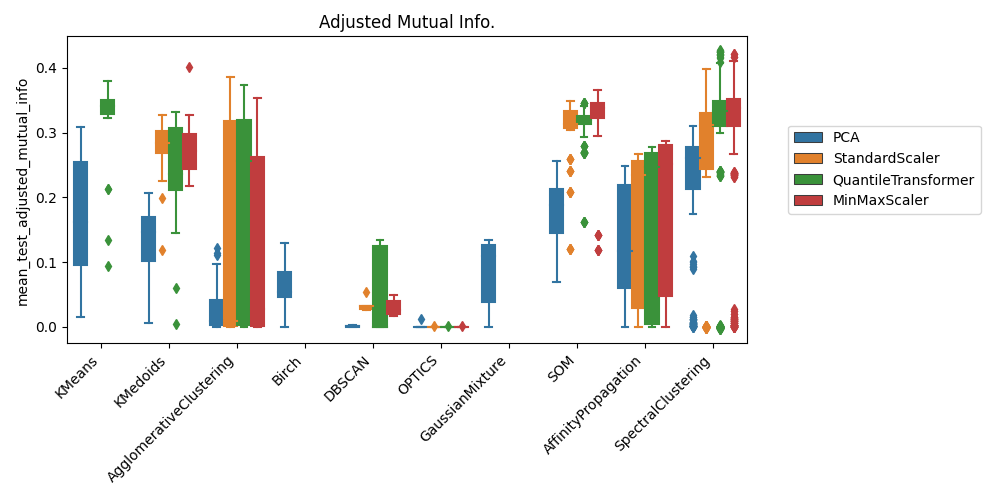 Adjusted Mutual Info.
mean_test_adjusted_mutual_info
0.4
0.3
0.2
0.1
0.0
KMeans
KMedoids
AgglomerativeClustering
Birch
DBSCAN
OPTICS
GaussianMixture
SOM
AffinityPropagation
SpectralClustering
PCA
StandardScaler
QuantileTransformer
MinMaxScaler